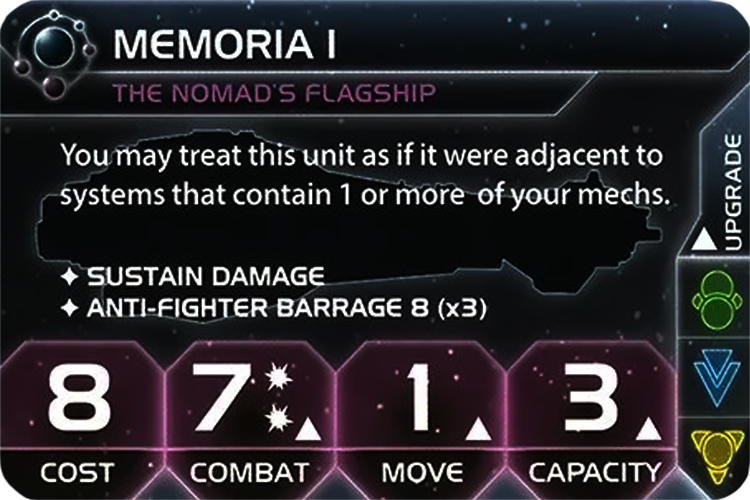 MEMORIA I
THE NOMAD'S FLAGSHIP
You may treat this unit as if it were adjacent to
systems that contain 1 or more of your mechs.
SUSTAIN DAMAGE
ANTI-FIGHTER BARRAGE 8 (x3)
UPGRADE
8 7 1 3
COST COMBAT MOVE CAPACITY